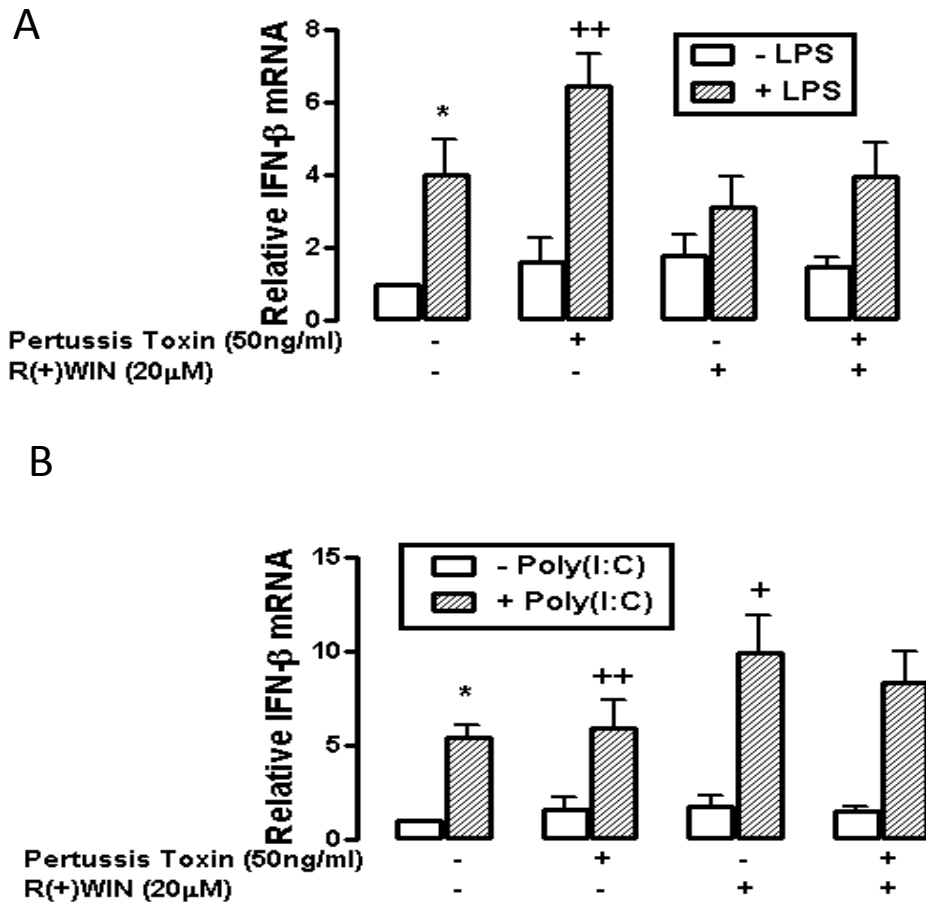 A
Relative IFN-β mRNA
8
6
4
2
0
- LPS
+ LPS
*
++
Pertussis Toxin (50ng/ml) - + - +
R(+)WIN (20μM) - - + +
B
Relative IFN-β mRNA
15
10
5
0
- Poly(I:C)
+ Poly(I:C)
*
++
+
Pertussis Toxin (50ng/ml) - + - +
R(+)WIN (20μM) - - + +